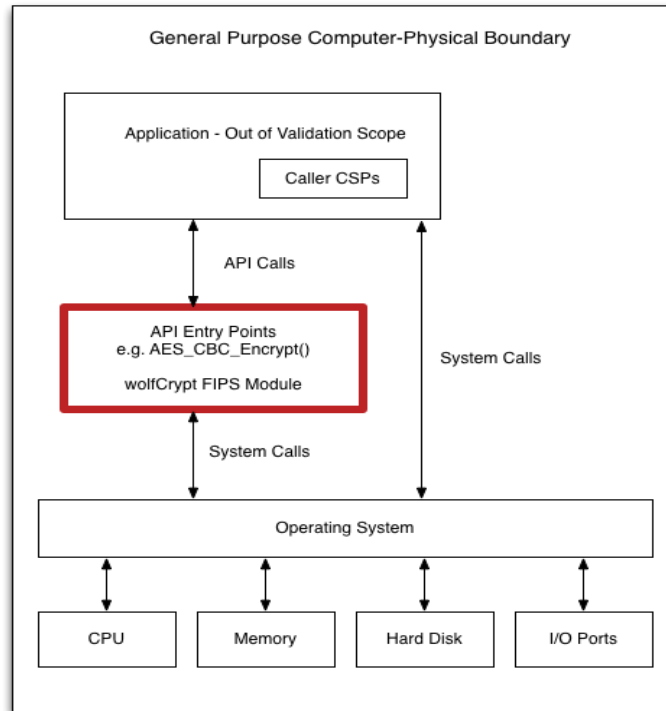 General Purpose Computer-Physical Boundary
Application - Out of Validation Scope
Caller CSPs
API Calls
API Entry Points
e.g. AES_CBC_Encrypt()
wolfCrypt FIPS Module
System Calls
System Calls
Operating System
CPU
Memory
Hard Disk
I/O Ports